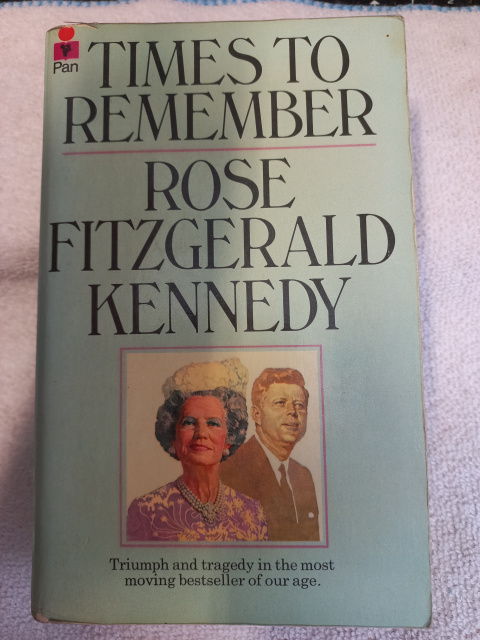 Pan
TIMES TO
REMEMBER
ROSE
FITZGERALD
KENNEDY
Triumph and tragedy in the most
moving bestseller of our age.